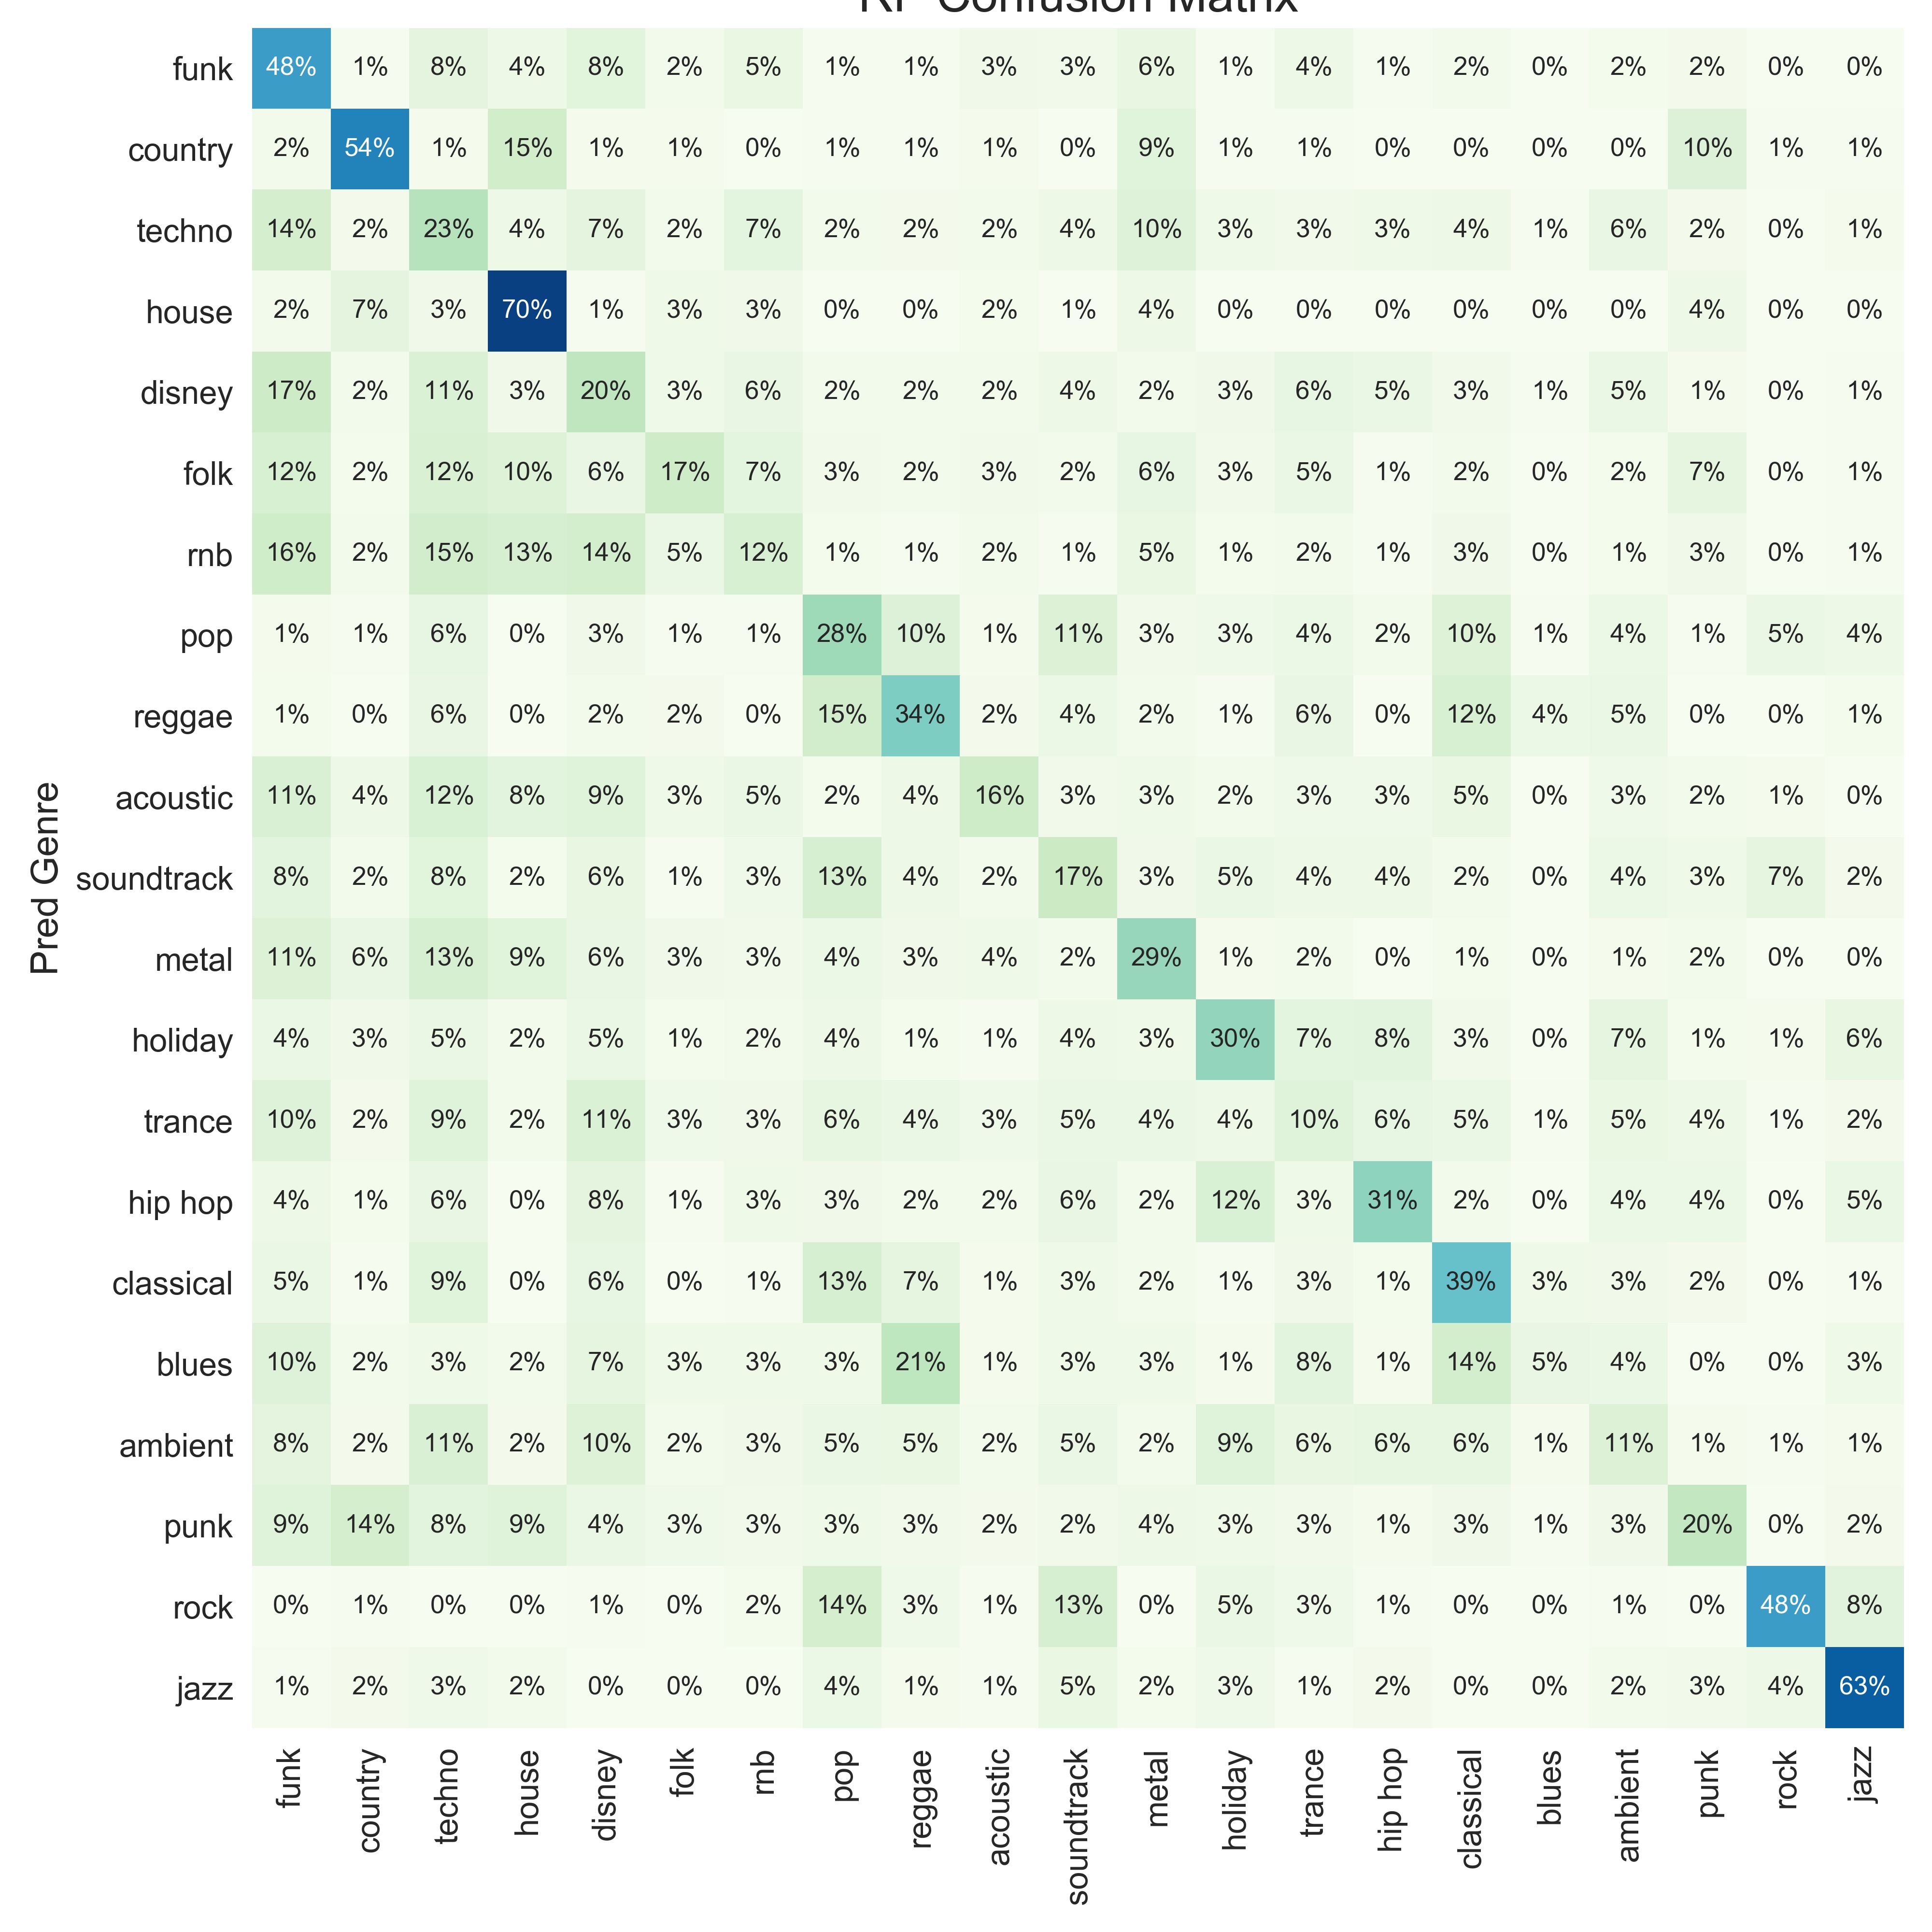 RF Confusion Matrix
Pred Genre
funk 48% 1% 8% 4% 8% 2% 5% 1% 1% 3% 3% 6% 1% 4% 1% 2% 0% 2% 2% 0% 0%
country 2% 54% 1% 15% 1% 1% 0% 1% 1% 1% 0% 9% 1% 1% 0% 0% 0% 0% 10% 1% 1%
techno 14% 2% 23% 4% 7% 2% 7% 2% 2% 2% 4% 10% 3% 3% 3% 4% 1% 6% 2% 0% 1%
house 2% 7% 3% 70% 1% 3% 3% 0% 0% 2% 1% 4% 0% 0% 0% 0% 0% 0% 4% 0% 0%
disney 17% 2% 11% 3% 20% 3% 6% 2% 2% 2% 4% 2% 3% 6% 5% 3% 1% 5% 1% 0% 1%
folk 12% 2% 12% 10% 6% 17% 7% 3% 2% 3% 2% 6% 3% 5% 1% 2% 0% 2% 7% 0% 1%
rnb 16% 2% 15% 13% 14% 5% 12% 1% 1% 2% 1% 5% 1% 2% 1% 3% 0% 1% 3% 0% 1%
pop 1% 1% 6% 0% 3% 1% 1% 28% 10% 1% 11% 3% 3% 4% 2% 10% 1% 4% 1% 5% 4%
reggae 1% 0% 6% 0% 2% 2% 0% 15% 34% 2% 4% 2% 1% 6% 0% 12% 4% 5% 0% 0% 1%
acoustic 11% 4% 12% 8% 9% 3% 5% 2% 4% 16% 3% 3% 2% 3% 3% 5% 0% 3% 2% 1% 0%
soundtrack 8% 2% 8% 2% 6% 1% 3% 13% 4% 2% 17% 3% 5% 4% 4% 2% 0% 4% 3% 7% 2%
metal 11% 6% 13% 9% 6% 3% 3% 4% 3% 4% 2% 29% 1% 2% 0% 1% 0% 1% 2% 0% 0%
holiday 4% 3% 5% 2% 5% 1% 2% 4% 1% 1% 4% 3% 30% 7% 8% 3% 0% 7% 1% 1% 6%
trance 10% 2% 9% 2% 11% 3% 3% 6% 4% 3% 5% 4% 4% 10% 6% 5% 1% 5% 4% 1% 2%
hip hop 4% 1% 6% 0% 8% 1% 3% 3% 2% 2% 6% 2% 12% 3% 31% 2% 0% 4% 4% 0% 5%
classical 5% 1% 9% 0% 6% 0% 1% 13% 7% 1% 3% 2% 1% 3% 1% 39% 3% 3% 2% 0% 1%
blues 10% 2% 3% 2% 7% 3% 3% 3% 21% 1% 3% 3% 1% 8% 1% 14% 5% 4% 0% 0% 3%
ambient 8% 2% 11% 2% 10% 2% 3% 5% 5% 2% 5% 2% 9% 6% 6% 6% 1% 11% 1% 1% 1%
punk 9% 14% 8% 9% 4% 3% 3% 3% 3% 2% 2% 4% 3% 3% 1% 3% 1% 3% 20% 0% 2%
rock 0% 1% 0% 0% 1% 0% 2% 14% 3% 1% 13% 0% 5% 3% 1% 0% 0% 1% 0% 48% 8%
jazz 1% 2% 3% 2% 0% 0% 0% 4% 1% 1% 5% 2% 3% 1% 2% 0% 0% 2% 3% 4% 63%
funk country techno house disney folk rnb pop reggae acoustic soundtrack metal holiday trance hip hop classical blues ambient punk rock jazz